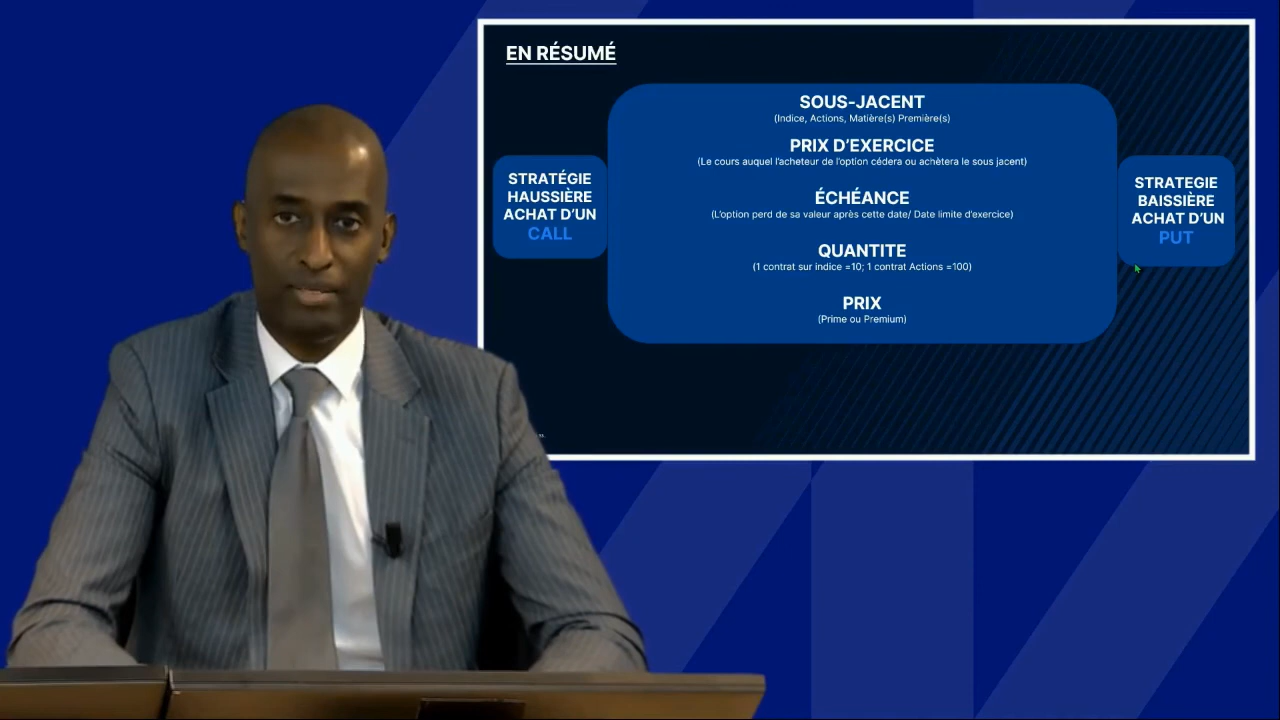 EN RÉSUMÉ
STRATÉGIE
HAUSSIÈRE
ACHAT D'UN
CALL
SOUS-JACENT
(Indice, Actions, Matière(s) Première(s)
PRIX D'EXERCICE
(Le cours auquel l'acheteur de l'option cédera ou achètera le sous jacent)
ÉCHÉANCE
(L'option perd de sa valeur après cette date/ Date limite d'exercice)
QUANTITE
(1 contrat sur indice =10; 1 contrat Actions =100)
PRIX
(Prime ou Premium)
STRATEGIE
BAISSIÈRE
ACHAT D'UN
PUT